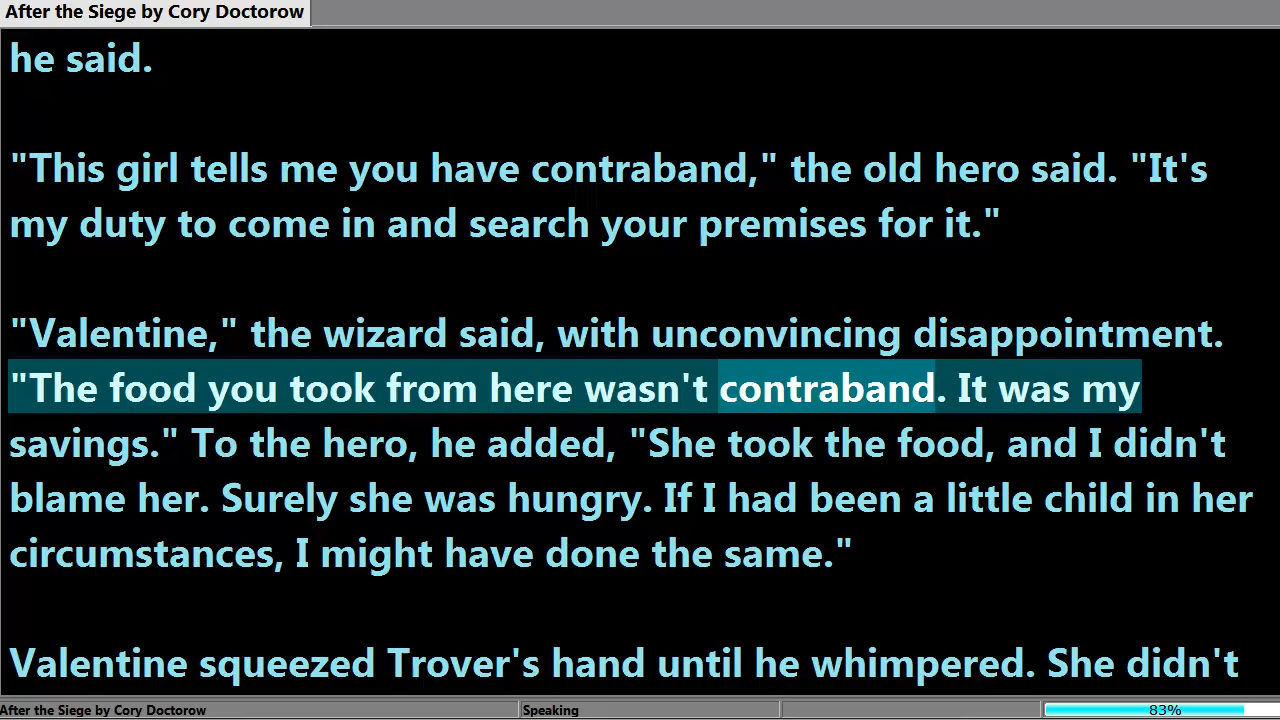 After the Siege by Cory Doctorow
he said.
"This girl tells me you have contraband," the old hero said. "It's
my duty to come in and search your premises for it."
"Valentine," the wizard said, with unconvincing disappointment.
"The food you took from here wasn't contraband. It was my
savings." To the hero, he added, "She took the food, and I didn't
blame her. Surely she was hungry. If I had been a little child in her
circumstances, I might have done the same."
Valentine squeezed Trover's hand until he whimpered. She didn't
After the Siege by Cory Doctorow
Speaking
83%